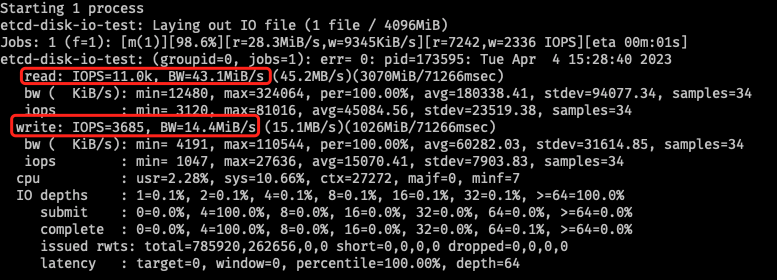 Starting 1 process
etcd-disk-io-test: Laying out IO file (1 file / 4096MiB)
Jobs: 1 (f=1): [m(1)][98.6%][r=28.3MiB/s,w=9345KiB/s][r=7242,w=2336 IOPS][eta 00m:01s]
etcd-disk-io-test: (groupid=0, jobs=1): err= 0: pid=173595: Tue Apr  4 15:28:40 2023
  read: IOPS=11.0k, BW=43.1MiB/s (45.2MB/s)(3070MiB/71266msec)
   bw (  KiB/s): min=12480, max=324064, per=100.00%, avg=180338.41, stdev=94077.34, samples=34
   iops        : min= 3120, max=81016, avg=45084.56, stdev=23519.38, samples=34
  write: IOPS=3685, BW=14.4MiB/s (15.1MB/s)(1026MiB/71266msec)
   bw (  KiB/s): min= 4191, max=110544, per=100.00%, avg=60282.03, stdev=31614.85, samples=34
   iops        : min= 1047, max=27636, avg=15070.41, stdev=7903.83, samples=34
  cpu          : usr=2.28%, sys=10.66%, ctx=27272, majf=0, minf=7
  IO depths    : 1=0.1%, 2=0.1%, 4=0.1%, 8=0.1%, 16=0.1%, 32=0.1%, >=64=100.0%
     submit    : 0=0.0%, 4=100.0%, 8=0.0%, 16=0.0%, 32=0.0%, 64=0.0%, >=64=0.0%
     complete  : 0=0.0%, 4=100.0%, 8=0.0%, 16=0.0%, 32=0.0%, 64=0.1%, >=64=0.0%
     issued rwts: total=785920,262656,0,0 short=0,0,0,0 dropped=0,0,0,0
     latency   : target=0, window=0, percentile=100.00%, depth=64